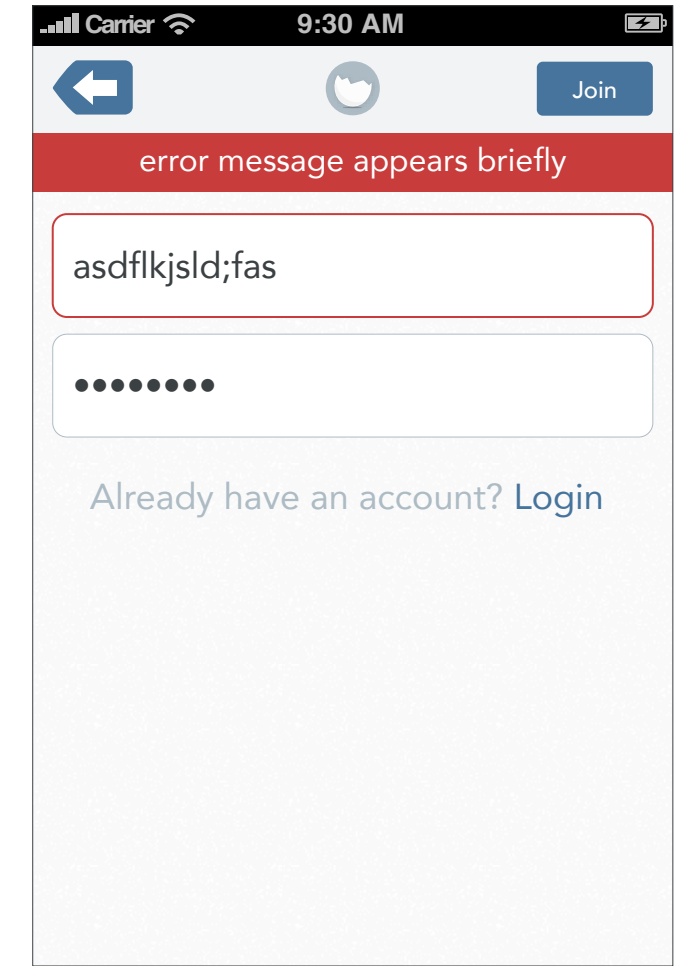 Carrier 9:30 AM
Join
error message appears briefly
asdflkjsld;fas
••••••••
Already have an account? Login